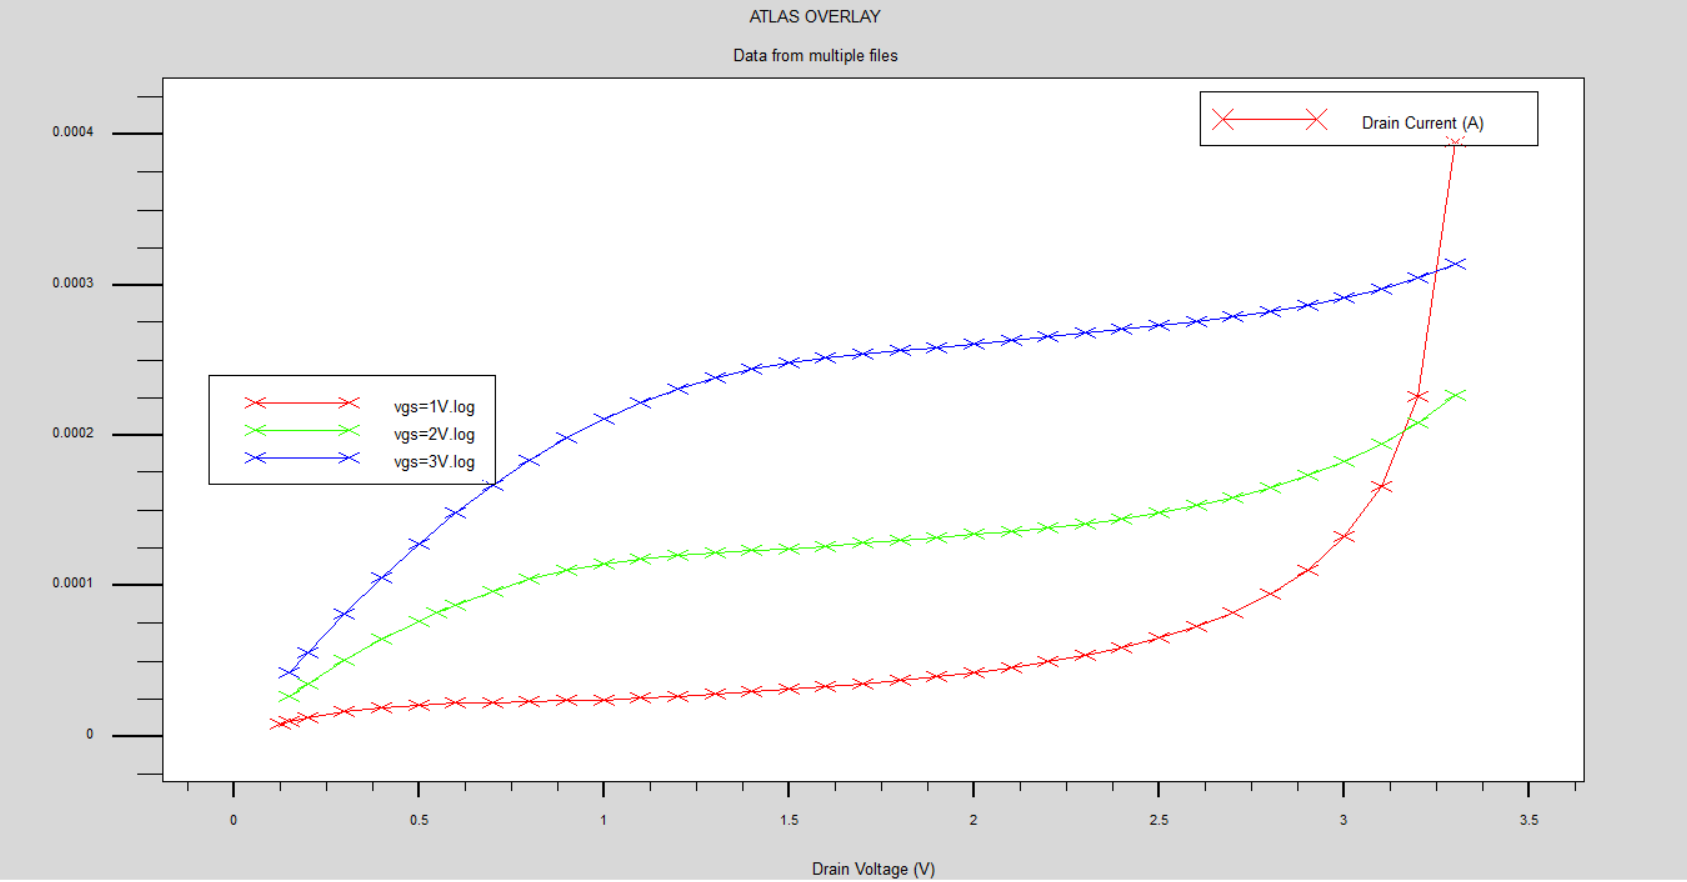 ATLAS OVERLAY
Data from multiple files
Drain Current (A)
0.0004
0.0003
0.0002
0.0001
0
vgs=1V.log
vgs=2V.log
vgs=3V.log
0 0.5 1 1.5 2 2.5 3 3.5
Drain Voltage (V)